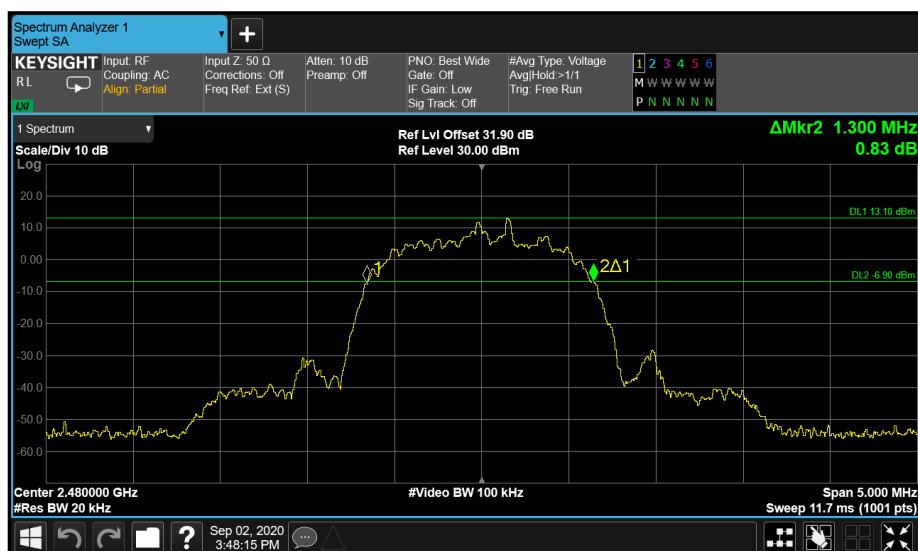 Spectrum Analyzer 1
Swept SA
KEYSIGHT
RL
LXI
Input: RF
Coupling: AC
Align: Partial
Input Z: 50 Ω
Corrections: Off
Freq Ref: Ext (S)
Atten: 10 dB
Preamp: Off
PNO: Best Wide
Gate: Off
IF Gain: Low
Sig Track: Off
#Avg Type: Voltage
Avg|Hold:>1/1
Trig: Free Run
1 2 3 4 5 6
M W W W W W
P N N N N N
1 Spectrum
Scale/Div 10 dB
Ref Lvl Offset 31.90 dB
Ref Level 30.00 dBm
ΔMkr2 1.300 MHz
0.83 dB
Log
20.0
DL1 13.10 dBm
10.0
0.00
1
2Δ1
DL2 -6.90 dBm
-10.0
-20.0
-30.0
-40.0
-50.0
-60.0
Center 2.480000 GHz
#Video BW 100 kHz
Span 5.000 MHz
#Res BW 20 kHz
Sweep 11.7 ms (1001 pts)
?
Sep 02, 2020
3:48:15 PM